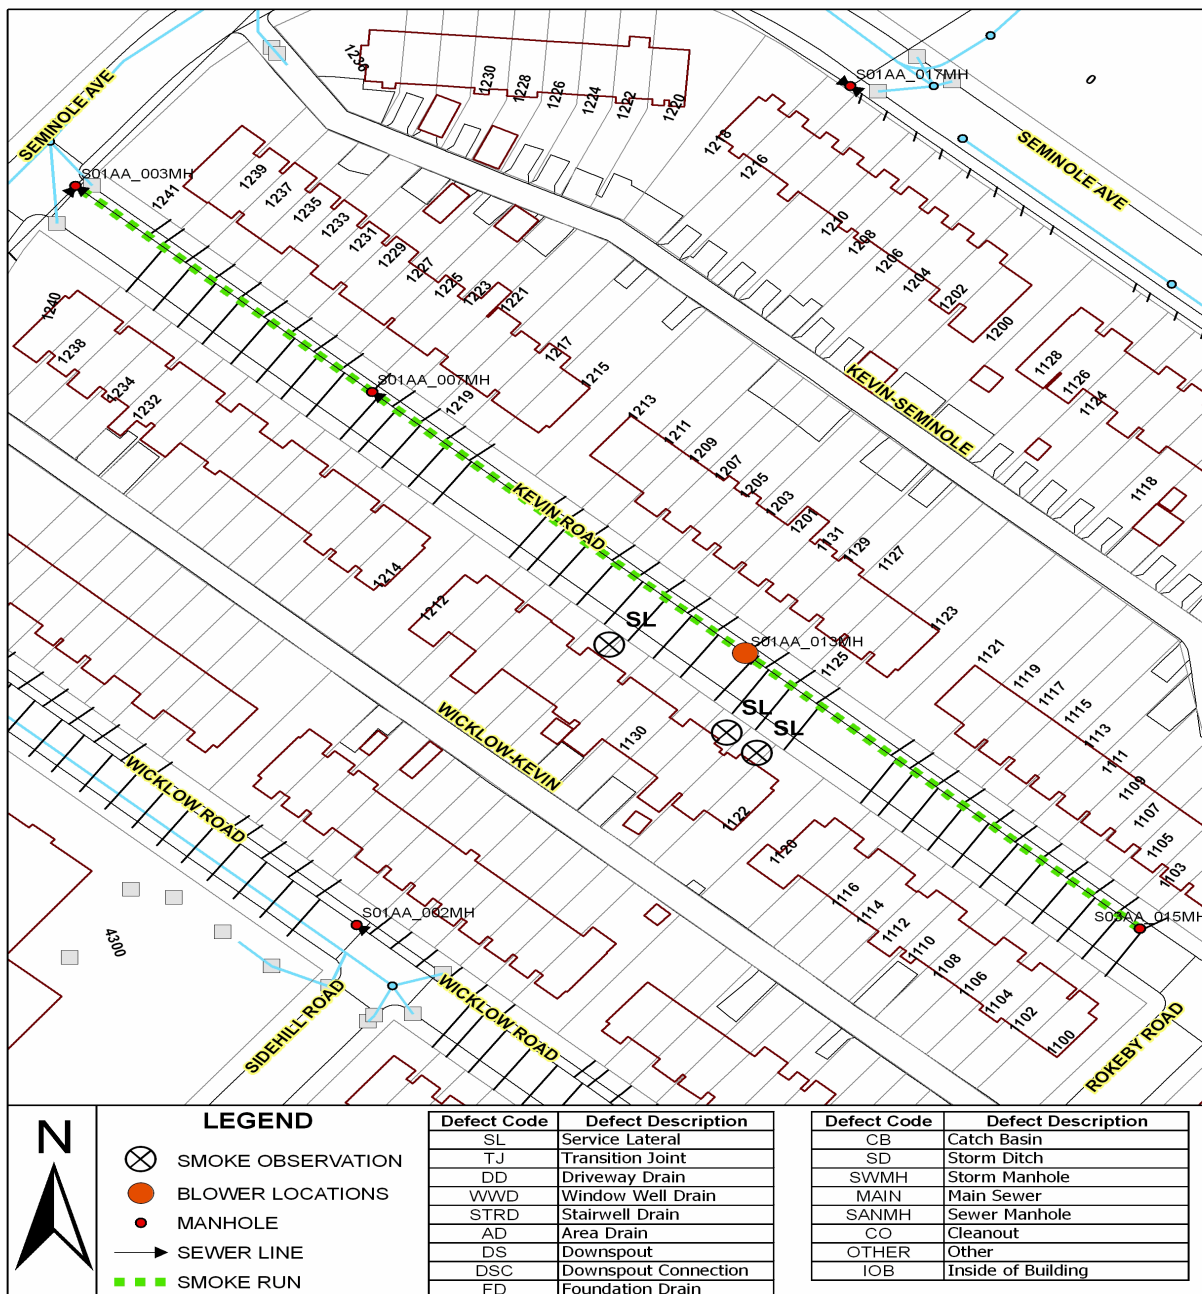 1236
1230
1228
1226
1224
1222
1220
S01AA_017MH
0
SEMINOLE AVE
SEMINOLE AVE
S01AA_003MH
1241
1239
1237
1235
1233
1231
1229
1227
1225
1223
1221
1217
1215
1218
1216
1210
1208
1206
1204
1202
1200
1128
1126
1124
1118
KEVIN-SEMINOLE
1240
1238
1234
1232
S01AA_007MH
1219
1213
1211
1209
1207
1205
1203
1201
1131
1129
1127
1123
KEVIN ROAD
1214
1212
SL
S01AA_013MH
1125
1121
1119
1117
1115
1113
1111
1109
1107
1105
1103
SL
SL
WICKLOW-KEVIN
1130
1122
1120
1116
1114
1112
1110
1108
1106
1104
1102
1100
S03AA_015MH
WICKLOW ROAD
S01AA_002MH
4300
SIDEHILL ROAD
WICKLOW ROAD
ROKEBY ROAD
N
LEGEND
SMOKE OBSERVATION
BLOWER LOCATIONS
MANHOLE
SEWER LINE
SMOKE RUN
Defect Code Defect Description
SL Service Lateral
TJ Transition Joint
DD Driveway Drain
WWD Window Well Drain
STRD Stairwell Drain
AD Area Drain
DS Downspout
DSC Downspout Connection
FD Foundation Drain
Defect Code Defect Description
CB Catch Basin
SD Storm Ditch
SWMH Storm Manhole
MAIN Main Sewer
SANMH Sewer Manhole
CO Cleanout
OTHER Other
IOB Inside of Building